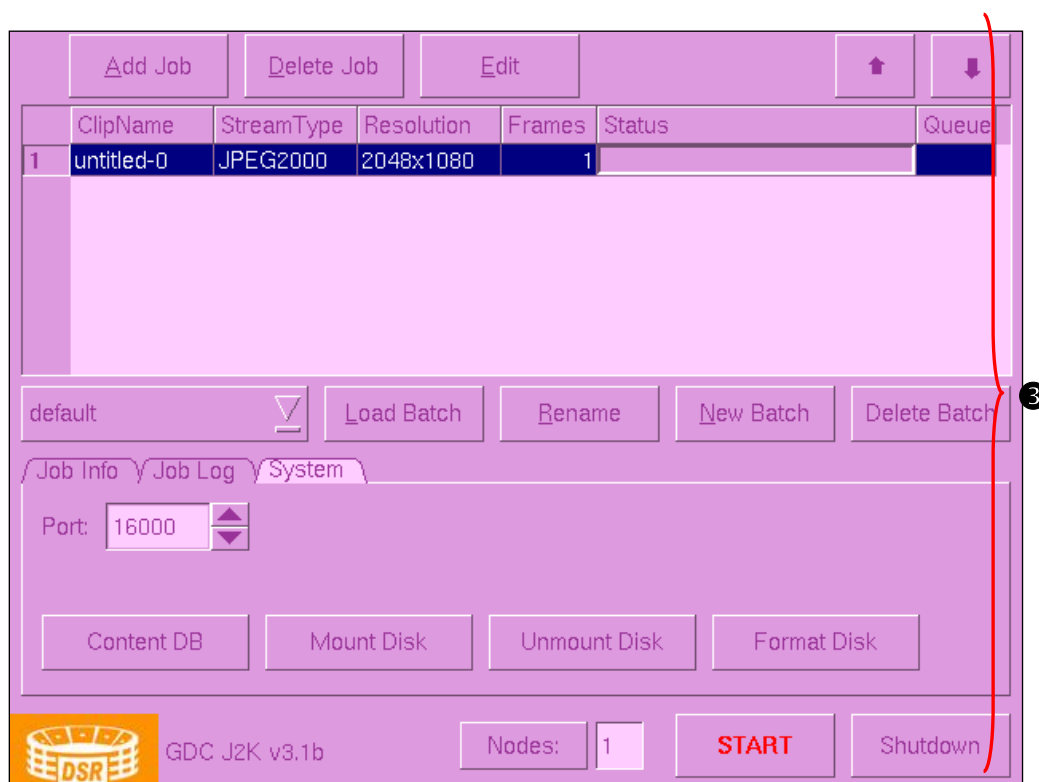 Add Job Delete Job Edit
ClipName StreamType Resolution Frames Status Queue
1 untitled-0 JPEG2000 2048x1080 1
default Load Batch Rename New Batch Delete Batch
3
Job Info Job Log System
Port: 16000
Content DB Mount Disk Unmount Disk Format Disk
DSR GDC J2K v3.1b Nodes: 1 START Shutdown